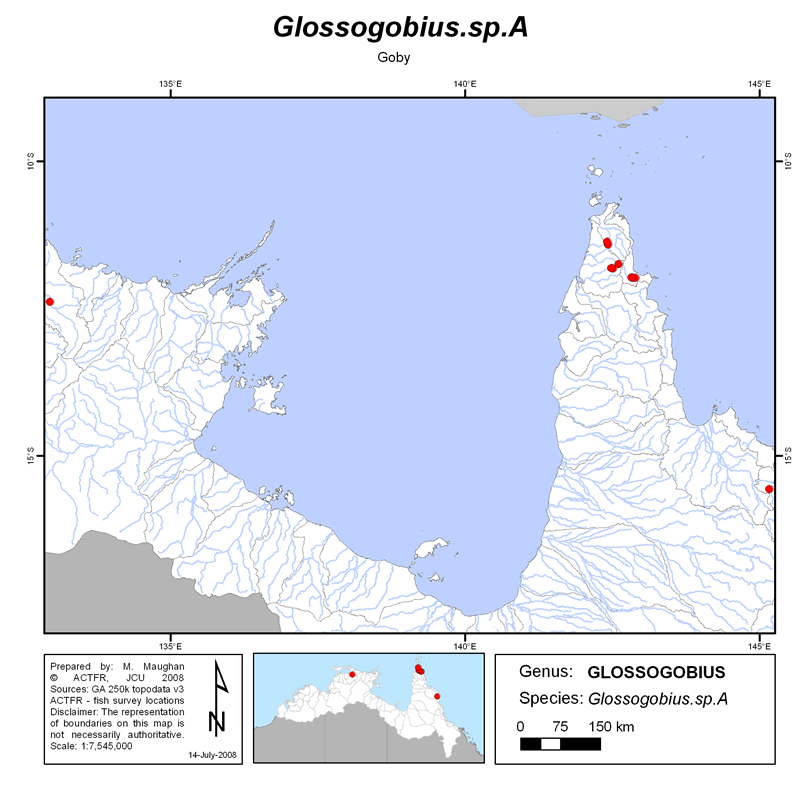 Glossogobius.sp.A
Goby
135°E 140°E 145°E
10°S 10°S
15°S 15°S
135°E 140°E 145°E
Prepared by: M. Maughan
© ACTFR, JCU 2008
Sources: GA 250k topodata v3
ACTFR - fish survey locations
Disclaimer: The representation
of boundaries on this map is
not necessarily authoritative.
Scale: 1:7,545,000
N
14-July-2008
Genus: GLOSSOGOBIUS
Species: Glossogobius.sp.A
0 75 150 km